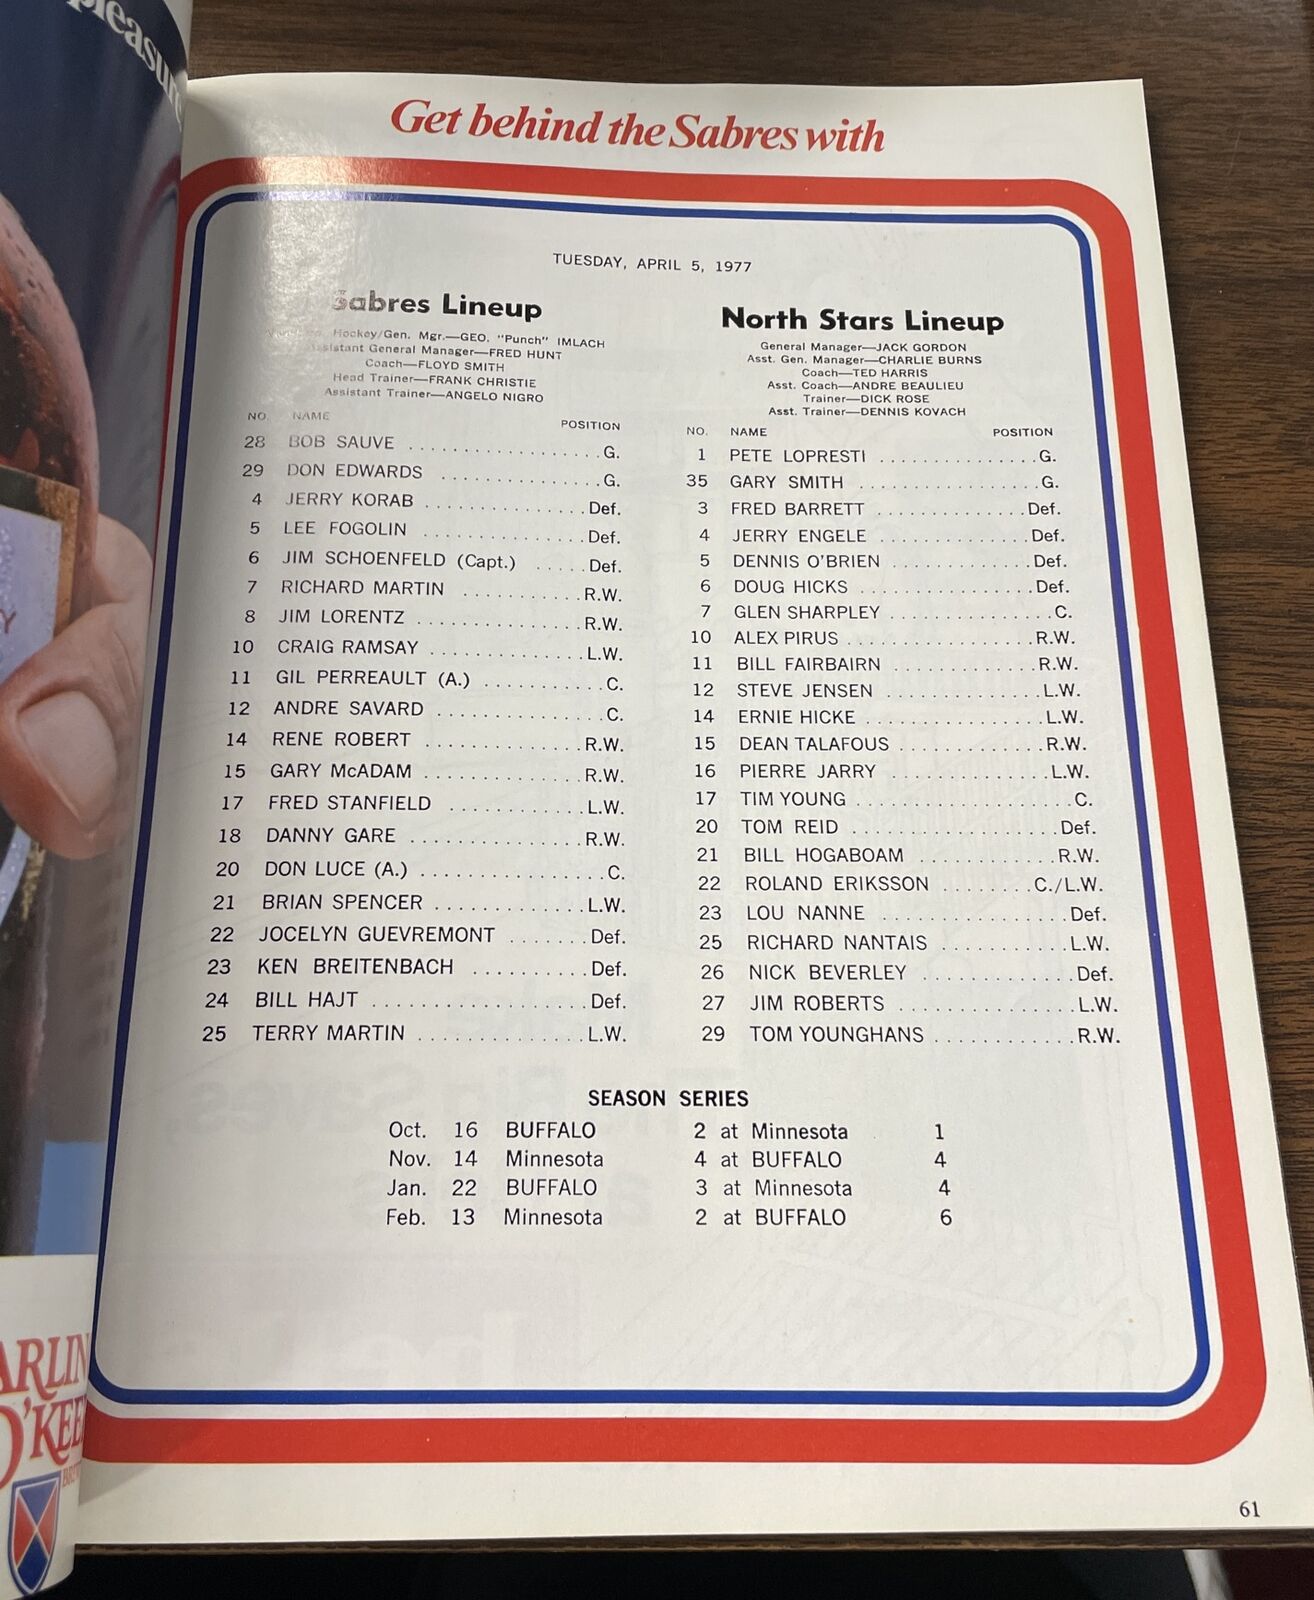 pleasure
Get behind the Sabres with
TUESDAY, APRIL 5, 1977
Sabres Lineup
Hockey/Gen. Mgr.—GEO. "Punch" IMLACH
Assistant General Manager—FRED HUNT
Coach—FLOYD SMITH
Head Trainer—FRANK CHRISTIE
Assistant Trainer—ANGELO NIGRO
NO. NAME POSITION
28 BOB SAUVE . . . . . . . . . . . . . . . . . . G.
29 DON EDWARDS . . . . . . . . . . . . . . . G.
4 JERRY KORAB . . . . . . . . . . . . . . . Def.
5 LEE FOGOLIN . . . . . . . . . . . . . . . Def.
6 JIM SCHOENFELD (Capt.) . . . . . Def.
7 RICHARD MARTIN . . . . . . . . . . . R.W.
8 JIM LORENTZ . . . . . . . . . . . . . . . R.W.
10 CRAIG RAMSAY . . . . . . . . . . . . . . L.W.
11 GIL PERREAULT (A.) . . . . . . . . . . . C.
12 ANDRE SAVARD . . . . . . . . . . . . . . . C.
14 RENE ROBERT . . . . . . . . . . . . . . R.W.
15 GARY McADAM . . . . . . . . . . . . . . R.W.
17 FRED STANFIELD . . . . . . . . . . . . L.W.
18 DANNY GARE . . . . . . . . . . . . . . . R.W.
20 DON LUCE (A.) . . . . . . . . . . . . . . . . C.
21 BRIAN SPENCER . . . . . . . . . . . . . L.W.
22 JOCELYN GUEVREMONT . . . . . . . Def.
23 KEN BREITENBACH . . . . . . . . . . Def.
24 BILL HAJT . . . . . . . . . . . . . . . . . . Def.
25 TERRY MARTIN . . . . . . . . . . . . . . L.W.
North Stars Lineup
General Manager—JACK GORDON
Asst. Gen. Manager—CHARLIE BURNS
Coach—TED HARRIS
Asst. Coach—ANDRE BEAULIEU
Trainer—DICK ROSE
Asst. Trainer—DENNIS KOVACH
NO. NAME POSITION
1 PETE LOPRESTI . . . . . . . . . . . . . . G.
35 GARY SMITH . . . . . . . . . . . . . . . . G.
3 FRED BARRETT . . . . . . . . . . . . . Def.
4 JERRY ENGELE . . . . . . . . . . . . . . Def.
5 DENNIS O'BRIEN . . . . . . . . . . . . Def.
6 DOUG HICKS . . . . . . . . . . . . . . . . Def.
7 GLEN SHARPLEY . . . . . . . . . . . . . . C.
10 ALEX PIRUS . . . . . . . . . . . . . . . . R.W.
11 BILL FAIRBAIRN . . . . . . . . . . . . R.W.
12 STEVE JENSEN . . . . . . . . . . . . . . L.W.
14 ERNIE HICKE . . . . . . . . . . . . . . . . L.W.
15 DEAN TALAFOUS . . . . . . . . . . . . . R.W.
16 PIERRE JARRY . . . . . . . . . . . . . . L.W.
17 TIM YOUNG . . . . . . . . . . . . . . . . . . . C.
20 TOM REID . . . . . . . . . . . . . . . . . . Def.
21 BILL HOGABOAM . . . . . . . . . . . . R.W.
22 ROLAND ERIKSSON . . . . . . . . C./L.W.
23 LOU NANNE . . . . . . . . . . . . . . . . Def.
25 RICHARD NANTAIS . . . . . . . . . . . L.W.
26 NICK BEVERLEY . . . . . . . . . . . . . Def.
27 JIM ROBERTS . . . . . . . . . . . . . . . L.W.
29 TOM YOUNGHANS . . . . . . . . . . . . R.W.
SEASON SERIES
Oct. 16 BUFFALO 2 at Minnesota 1
Nov. 14 Minnesota 4 at BUFFALO 4
Jan. 22 BUFFALO 3 at Minnesota 4
Feb. 13 Minnesota 2 at BUFFALO 6
ARLIN
O'KEE
BRE
61